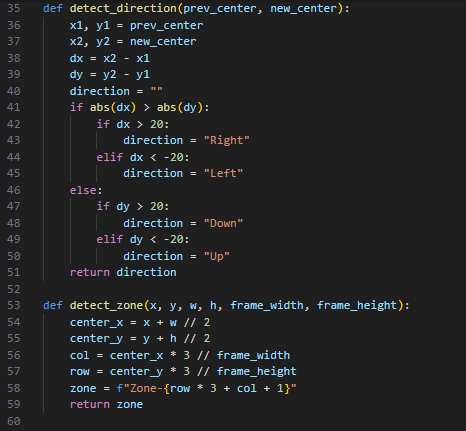 35 def detect_direction(prev_center, new_center):
36     x1, y1 = prev_center
37     x2, y2 = new_center
38     dx = x2 - x1
39     dy = y2 - y1
40     direction = ""
41     if abs(dx) > abs(dy):
42         if dx > 20:
43             direction = "Right"
44         elif dx < -20:
45             direction = "Left"
46     else:
47         if dy > 20:
48             direction = "Down"
49         elif dy < -20:
50             direction = "Up"
51     return direction
52
53 def detect_zone(x, y, w, h, frame_width, frame_height):
54     center_x = x + w // 2
55     center_y = y + h // 2
56     col = center_x * 3 // frame_width
57     row = center_y * 3 // frame_height
58     zone = f"Zone-{row * 3 + col + 1}"
59     return zone
60